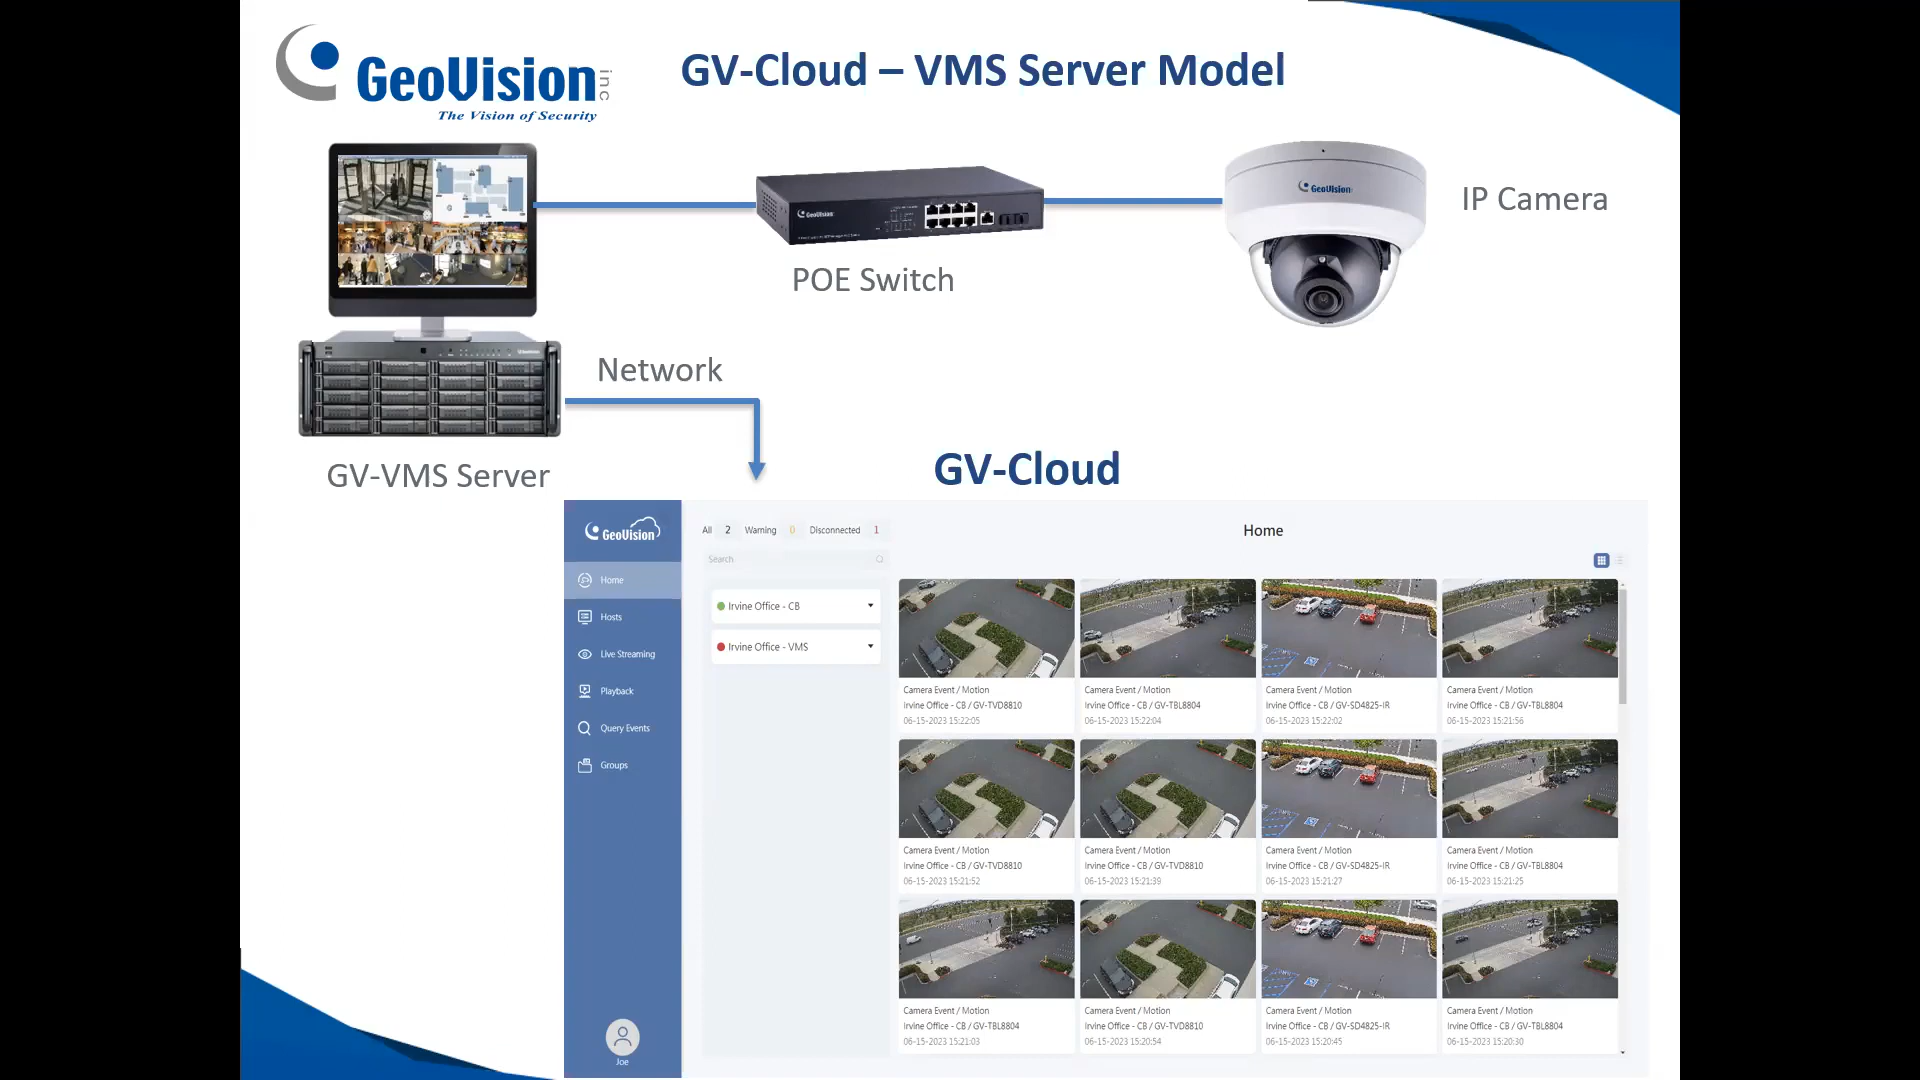 GeoVision inc
The Vision of Security
GV-Cloud – VMS Server Model
GeoVision
GeoVision
IP Camera
POE Switch
Network
GV-VMS Server
GV-Cloud
GeoVision
Home
Hosts
Live Streaming
Playback
Query Events
Groups
Joe
All 2 Warning 0 Disconnected 1
Search
Irvine Office - CB
Irvine Office - VMS
Home
Camera Event / Motion
Irvine Office - CB / GV-TVD8810
06-15-2023 15:22:05
Camera Event / Motion
Irvine Office - CB / GV-TBL8804
06-15-2023 15:22:04
Camera Event / Motion
Irvine Office - CB / GV-SD4825-IR
06-15-2023 15:22:02
Camera Event / Motion
Irvine Office - CB / GV-TBL8804
06-15-2023 15:21:56
Camera Event / Motion
Irvine Office - CB / GV-TVD8810
06-15-2023 15:21:52
Camera Event / Motion
Irvine Office - CB / GV-TVD8810
06-15-2023 15:21:39
Camera Event / Motion
Irvine Office - CB / GV-SD4825-IR
06-15-2023 15:21:27
Camera Event / Motion
Irvine Office - CB / GV-TBL8804
06-15-2023 15:21:25
Camera Event / Motion
Irvine Office - CB / GV-TBL8804
06-15-2023 15:21:03
Camera Event / Motion
Irvine Office - CB / GV-TVD8810
06-15-2023 15:20:54
Camera Event / Motion
Irvine Office - CB / GV-SD4825-IR
06-15-2023 15:20:45
Camera Event / Motion
Irvine Office - CB / GV-TBL8804
06-15-2023 15:20:30